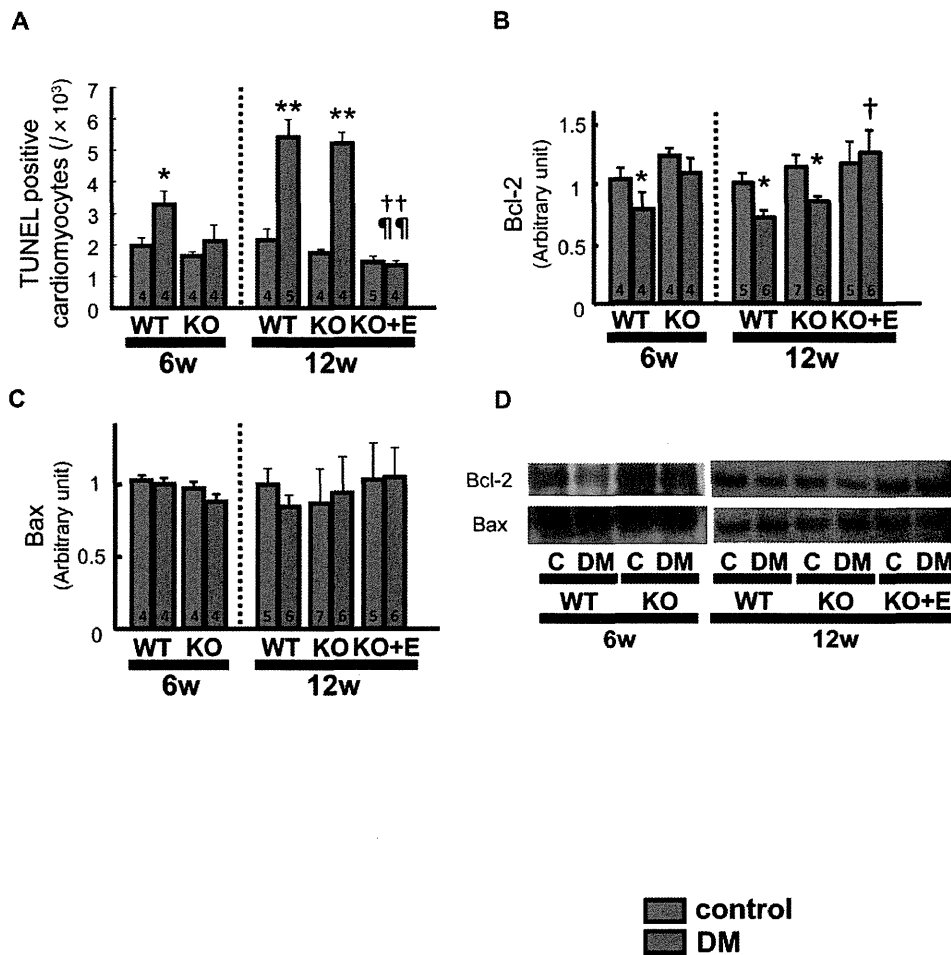 A
TUNEL positive
cardiomyocytes (/ × 10³)
7
6
5
4
3
2
1
0
*
**
**
††
¶¶
4 4 4 4 4 5 4 4 5 4
WT KO WT KO KO+E
6w 12w
B
Bcl-2
(Arbitrary unit)
1.5
1
0.5
0
*
*
*
†
4 4 4 4 5 6 7 6 5 6
WT KO WT KO KO+E
6w 12w
C
Bax
(Arbitrary unit)
1
0.5
0
4 4 4 4 5 6 7 6 5 6
WT KO WT KO KO+E
6w 12w
D
Bcl-2
Bax
C DM C DM C DM C DM C DM
WT KO WT KO KO+E
6w 12w
control
DM